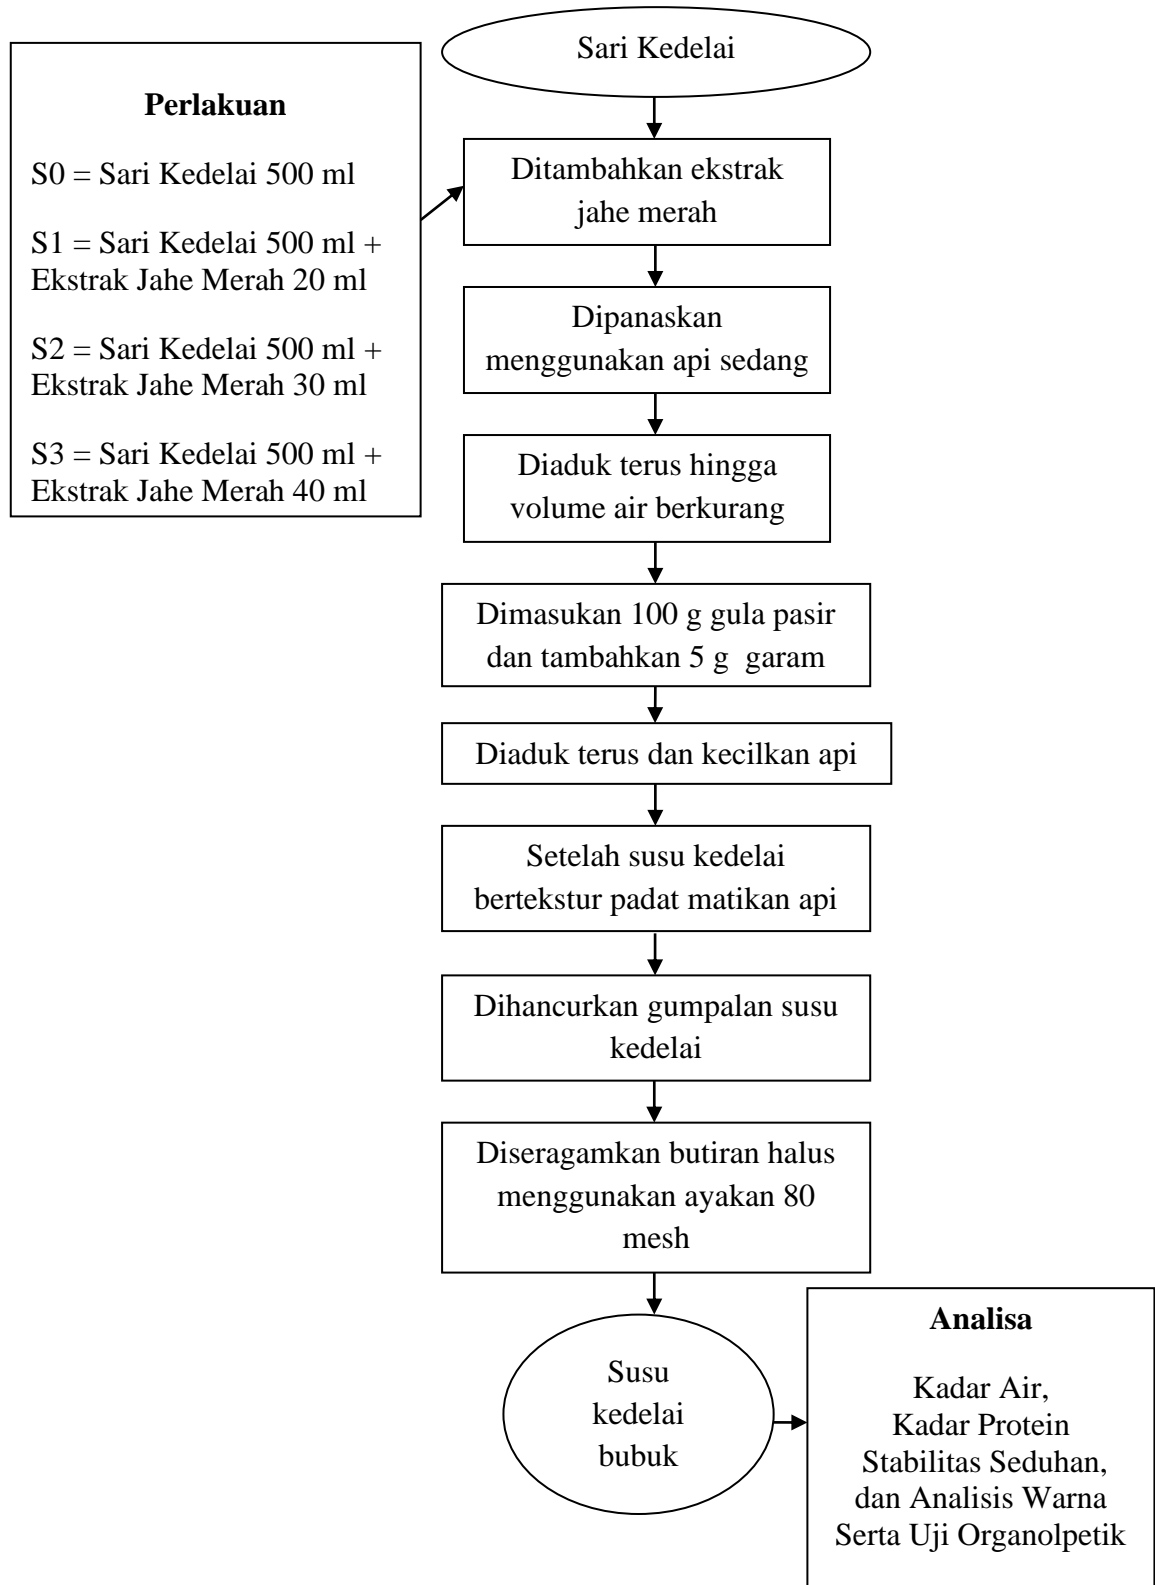 Sari Kedelai
Perlakuan
S0 = Sari Kedelai 500 ml
S1 = Sari Kedelai 500 ml +
Ekstrak Jahe Merah 20 ml
S2 = Sari Kedelai 500 ml +
Ekstrak Jahe Merah 30 ml
S3 = Sari Kedelai 500 ml +
Ekstrak Jahe Merah 40 ml
Ditambahkan ekstrak
jahe merah
Dipanaskan
menggunakan api sedang
Diaduk terus hingga
volume air berkurang
Dimasukan 100 g gula pasir
dan tambahkan 5 g  garam
Diaduk terus dan kecilkan api
Setelah susu kedelai
bertekstur padat matikan api
Dihancurkan gumpalan susu
kedelai
Diseragamkan butiran halus
menggunakan ayakan 80
mesh
Susu
kedelai
bubuk
Analisa
Kadar Air,
Kadar Protein
Stabilitas Seduhan,
dan Analisis Warna
Serta Uji Organolpetik